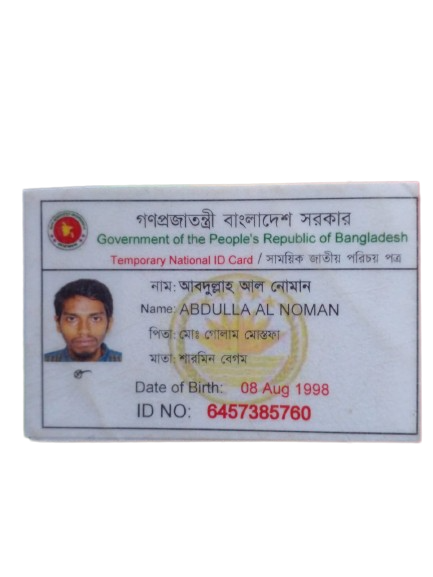 গণপ্রজাতন্ত্রী বাংলাদেশ সরকার
Government of the People's Republic of Bangladesh
Temporary National ID Card / সাময়িক জাতীয় পরিচয় পত্র
নাম: আবদুল্লাহ আল নোমান
Name: ABDULLA AL NOMAN
পিতা: মোঃ গোলাম মোস্তফা
মাতা: শারমিন বেগম
Date of Birth: 08 Aug 1998
ID NO: 6457385760